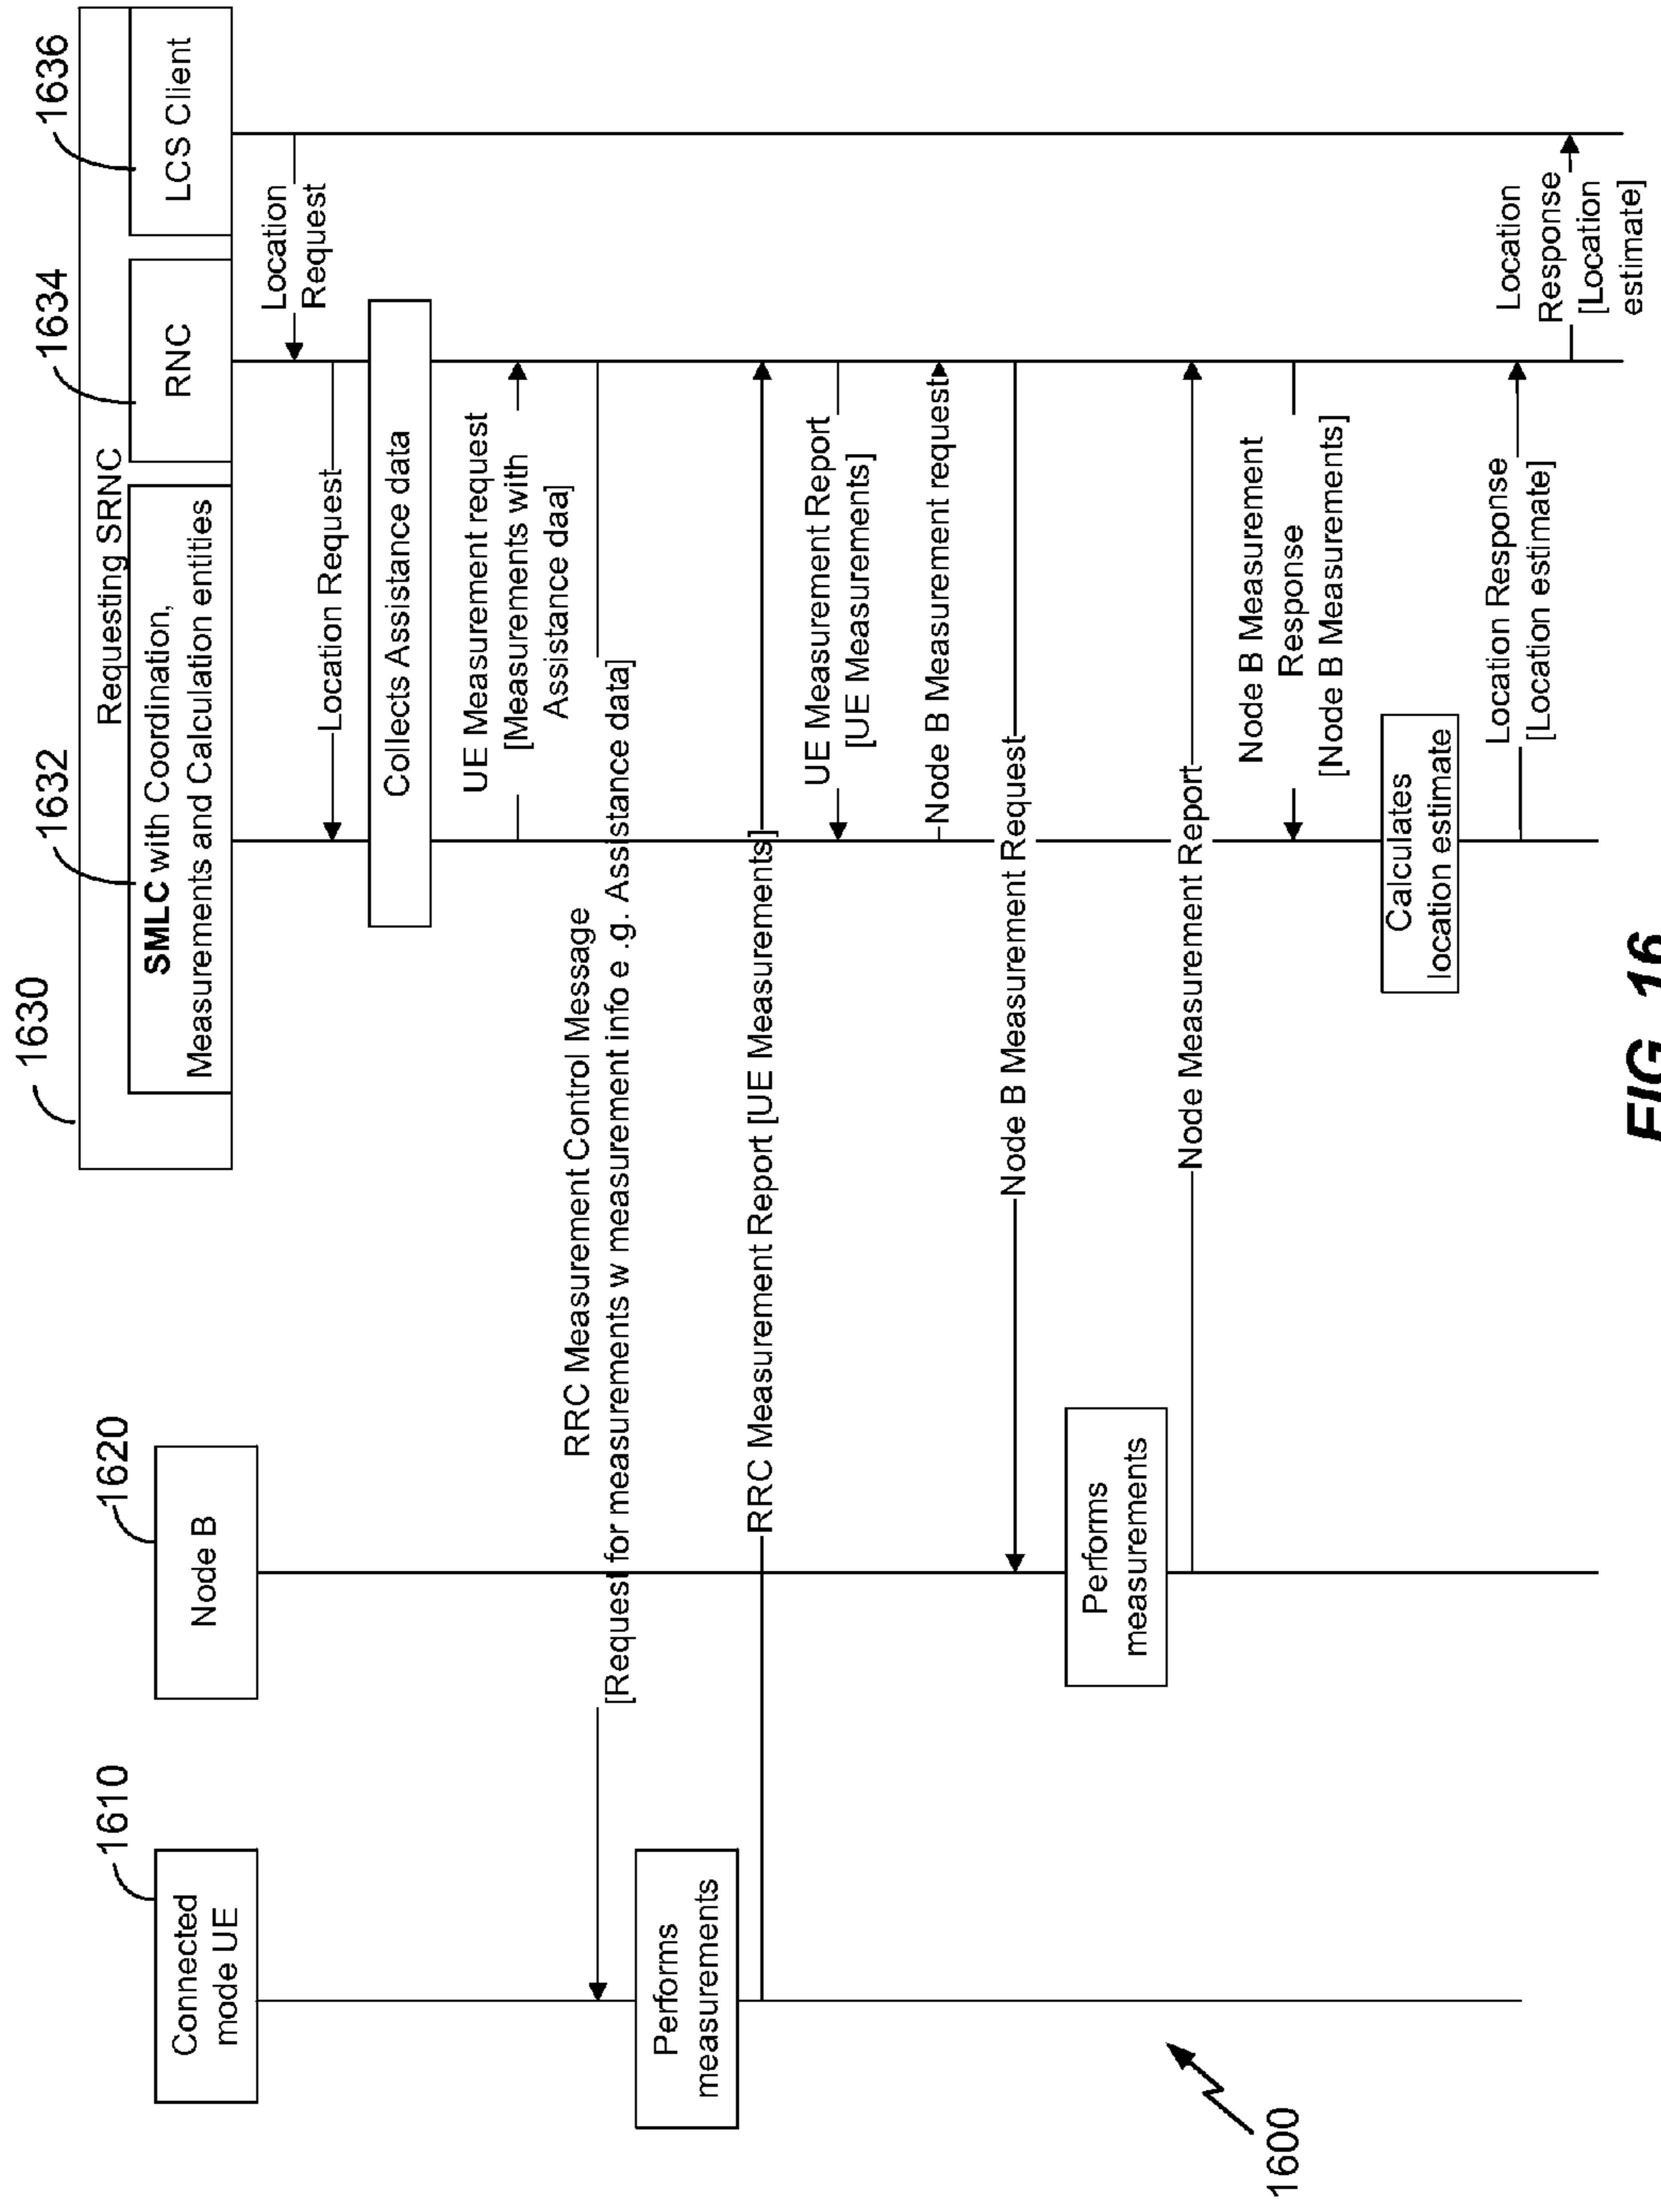 1630
1632
1634
1636
Requesting SRNC
SMLC with Coordination,
Measurements and Calculation entities
RNC
LCS Client
1610
Connected
mode UE
1620
Node B
Location
Request
Location Request
Collects Assistance data
UE Measurement request
[Measurements with
Assistance daa]
RRC Measurement Control Message
[Request for measurements w measurement info e .g. Assistance data]
Performs
measurements
RRC Measurement Report [UE Measurements]
UE Measurement Report
[UE Measurements]
Node B Measurement request
Node B Measurement Request
Performs
measurements
Node Measurement Report
Node B Measurement
Response
[Node B Measurements]
Calculates
location estimate
Location Response
[Location estimate]
Location
Response
[Location
estimate]
1600
FIG. 16